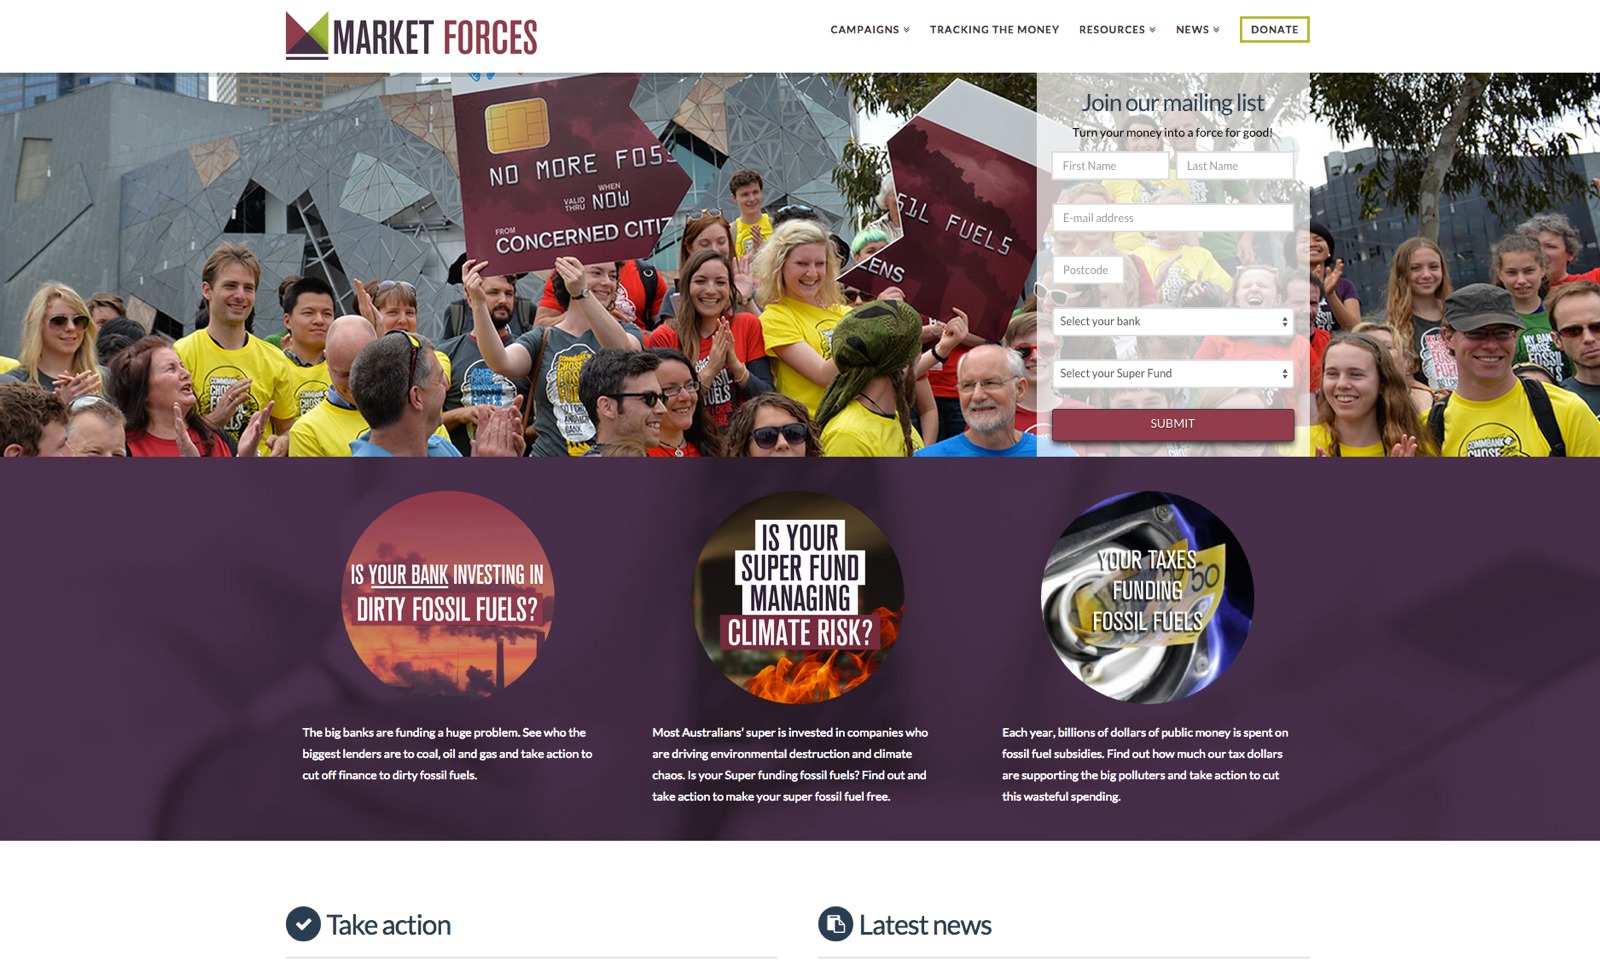 MARKET FORCES
CAMPAIGNS
TRACKING THE MONEY
RESOURCES
NEWS
DONATE
NO MORE FOSS
VALID THRU
WHEN
NOW
FROM
CONCERNED CITIZ
SIL FUELS
ENS
Join our mailing list
Turn your money into a force for good!
First Name
Last Name
E-mail address
Postcode
Select your bank
Select your Super Fund
SUBMIT
IS YOUR BANK INVESTING IN
DIRTY FOSSIL FUELS?
The big banks are funding a huge problem. See who the
biggest lenders are to coal, oil and gas and take action to
cut off finance to dirty fossil fuels.
IS YOUR
SUPER FUND
MANAGING
CLIMATE RISK?
Most Australians' super is invested in companies who
are driving environmental destruction and climate
chaos. Is your Super funding fossil fuels? Find out and
take action to make your super fossil fuel free.
YOUR TAXES
FUNDING
FOSSIL FUELS
50
Each year, billions of dollars of public money is spent on
fossil fuel subsidies. Find out how much our tax dollars
are supporting the big polluters and take action to cut
this wasteful spending.
Take action
Latest news